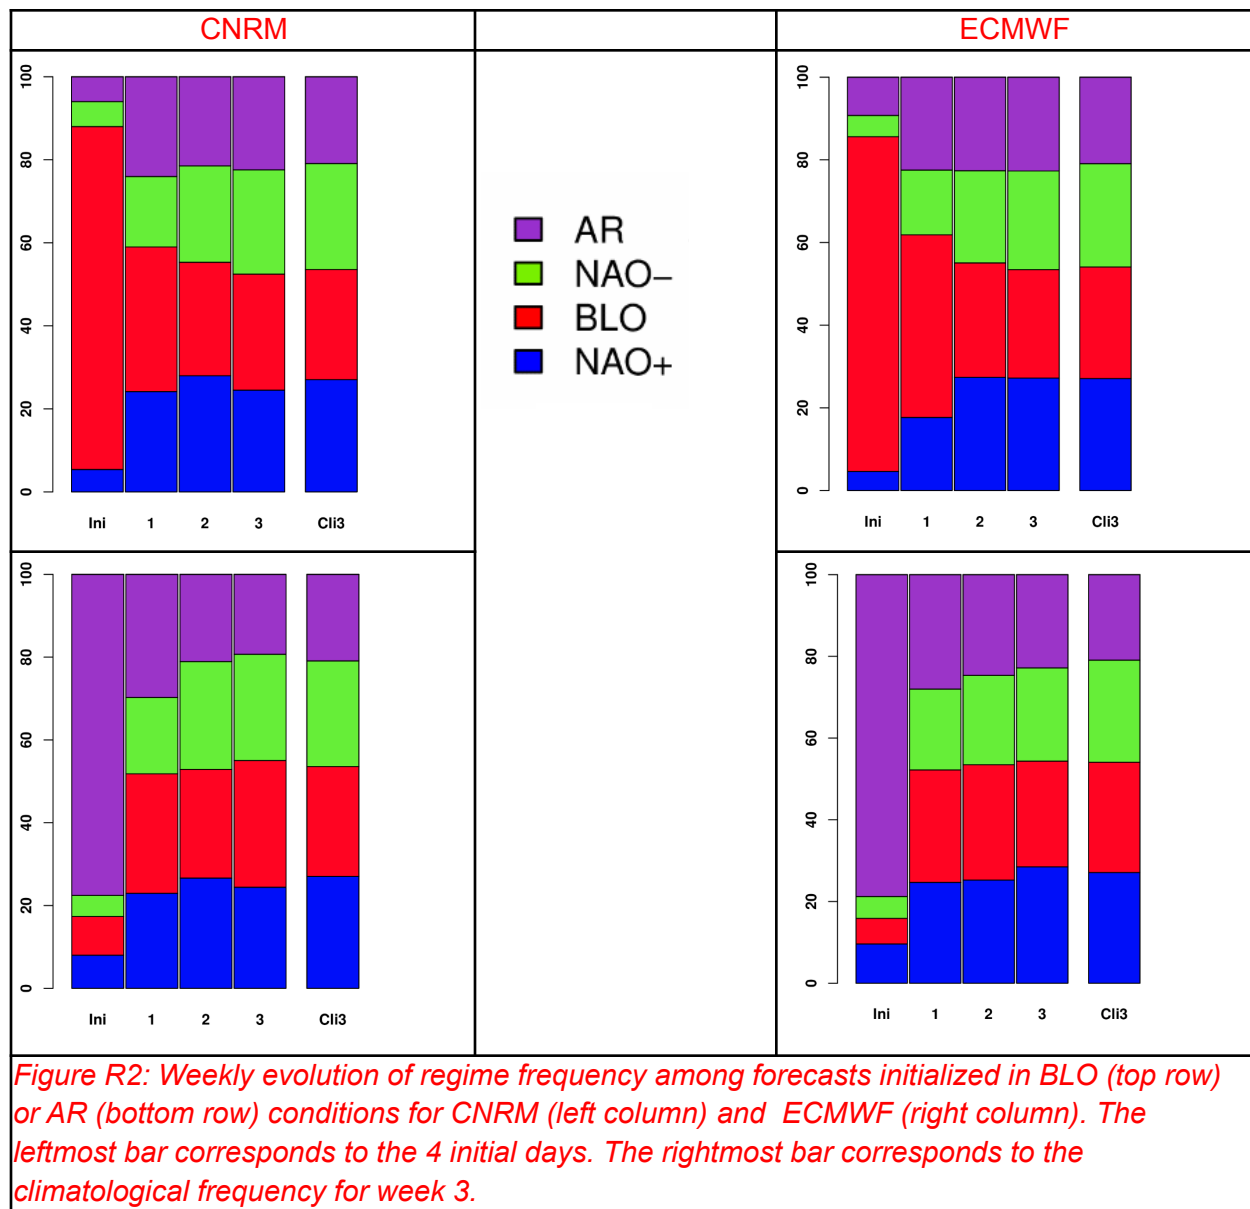 CNRM
ECMWF
100
80
60
40
20
0
Ini 1 2 3 Cli3
AR
NAO–
BLO
NAO+
100
80
60
40
20
0
Ini 1 2 3 Cli3
100
80
60
40
20
0
Ini 1 2 3 Cli3
100
80
60
40
20
0
Ini 1 2 3 Cli3
Figure R2: Weekly evolution of regime frequency among forecasts initialized in BLO (top row)
or AR (bottom row) conditions for CNRM (left column) and ECMWF (right column). The
leftmost bar corresponds to the 4 initial days. The rightmost bar corresponds to the
climatological frequency for week 3.